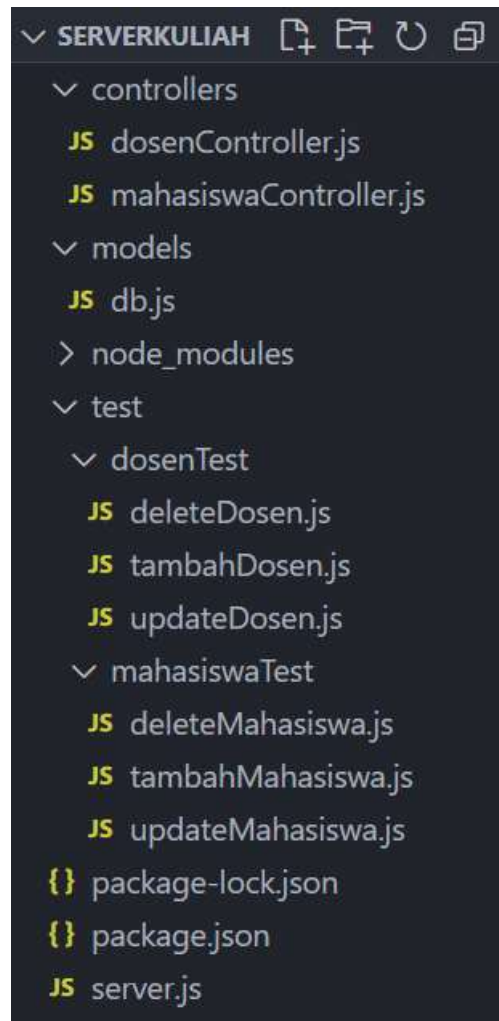 SERVERKULIAH
controllers
JS dosenController.js
JS mahasiswaController.js
models
JS db.js
node_modules
test
dosenTest
JS deleteDosen.js
JS tambahDosen.js
JS updateDosen.js
mahasiswaTest
JS deleteMahasiswa.js
JS tambahMahasiswa.js
JS updateMahasiswa.js
{} package-lock.json
{} package.json
JS server.js